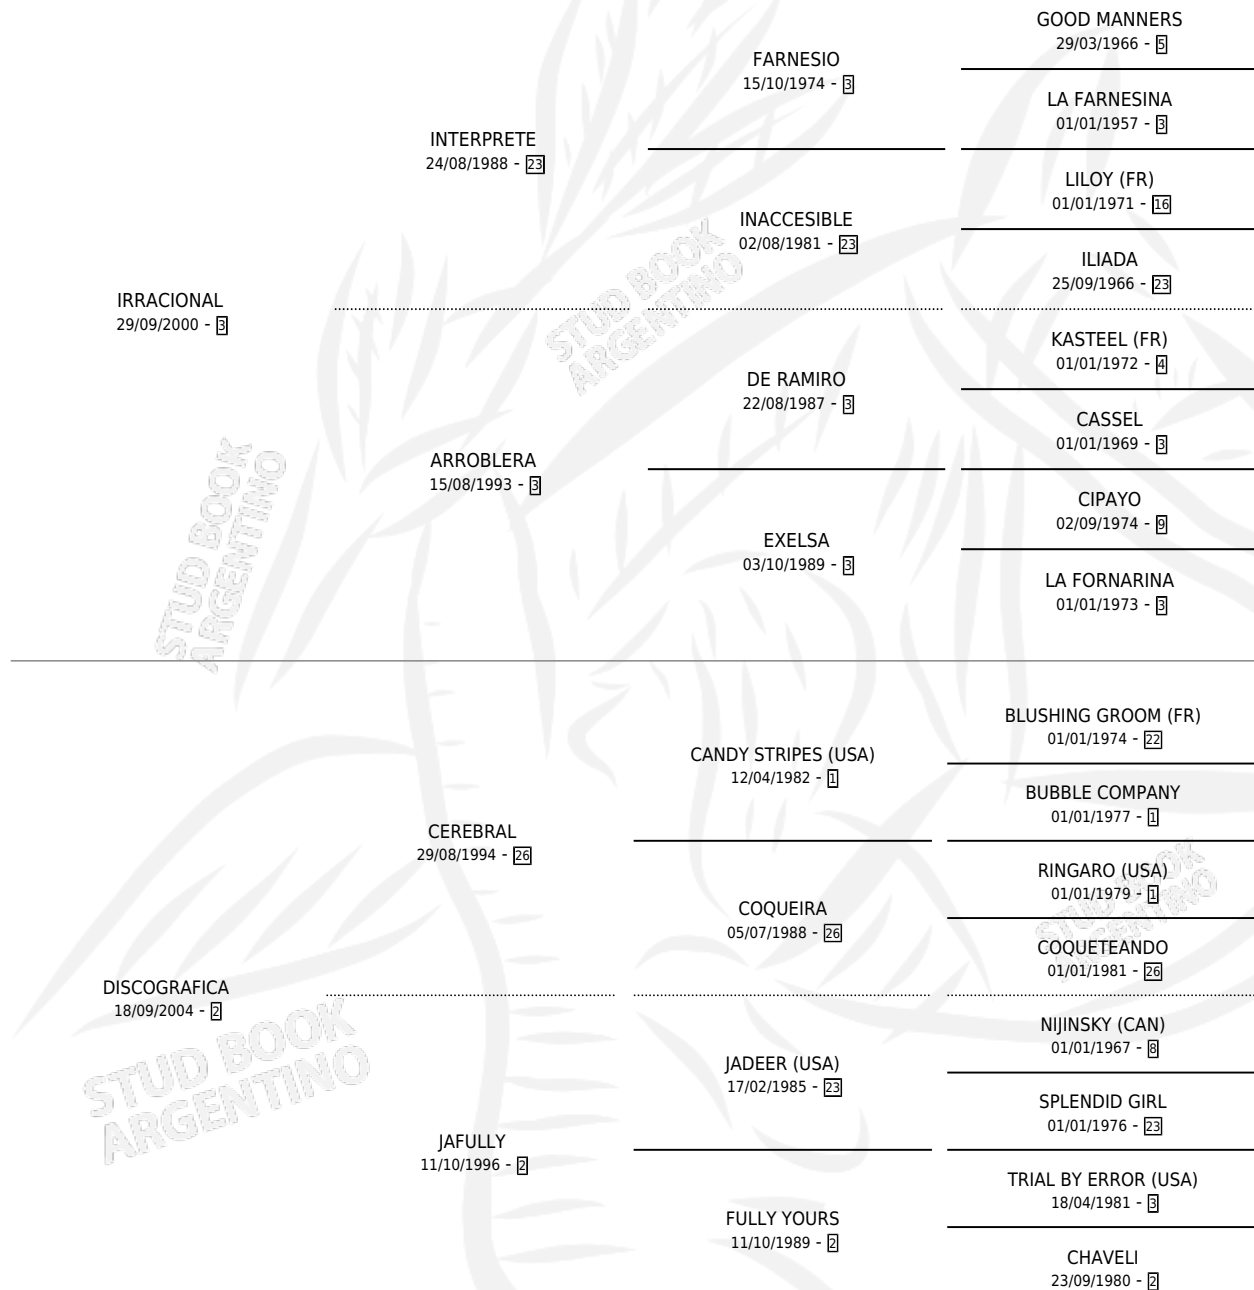 GOOD MANNERS
29/03/1966 - 5
FARNESIO
15/10/1974 - 3
LA FARNESINA
01/01/1957 - 3
INTERPRETE
24/08/1988 - 23
LILOY (FR)
01/01/1971 - 16
INACCESIBLE
02/08/1981 - 23
ILIADA
25/09/1966 - 23
IRRACIONAL
29/09/2000 - 3
KASTEEL (FR)
01/01/1972 - 4
DE RAMIRO
22/08/1987 - 3
CASSEL
01/01/1969 - 3
ARROBLERA
15/08/1993 - 3
CIPAYO
02/09/1974 - 9
EXELSA
03/10/1989 - 3
LA FORNARINA
01/01/1973 - 3
BLUSHING GROOM (FR)
01/01/1974 - 22
CANDY STRIPES (USA)
12/04/1982 - 1
BUBBLE COMPANY
01/01/1977 - 1
CEREBRAL
29/08/1994 - 26
RINGARO (USA)
01/01/1979 - 1
COQUEIRA
05/07/1988 - 26
COQUETEANDO
01/01/1981 - 26
DISCOGRAFICA
18/09/2004 - 2
NIJINSKY (CAN)
01/01/1967 - 8
JADEER (USA)
17/02/1985 - 23
SPLENDID GIRL
01/01/1976 - 23
JAFULLY
11/10/1996 - 2
TRIAL BY ERROR (USA)
18/04/1981 - 3
FULLY YOURS
11/10/1989 - 2
CHAVELI
23/09/1980 - 2
STUD BOOK
ARGENTINO
STUD BOOK
ARGENTINO
STUD BOOK
ARGENTINO
STUD BOOK
ARGENTINO